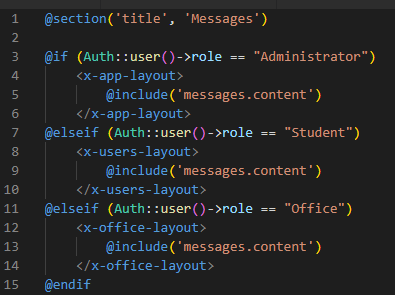 1 @section('title', 'Messages')
2
3 @if (Auth::user()->role == "Administrator")
4     <x-app-layout>
5         @include('messages.content')
6     </x-app-layout>
7 @elseif (Auth::user()->role == "Student")
8     <x-users-layout>
9         @include('messages.content')
10     </x-users-layout>
11 @elseif (Auth::user()->role == "Office")
12     <x-office-layout>
13         @include('messages.content')
14     </x-office-layout>
15 @endif